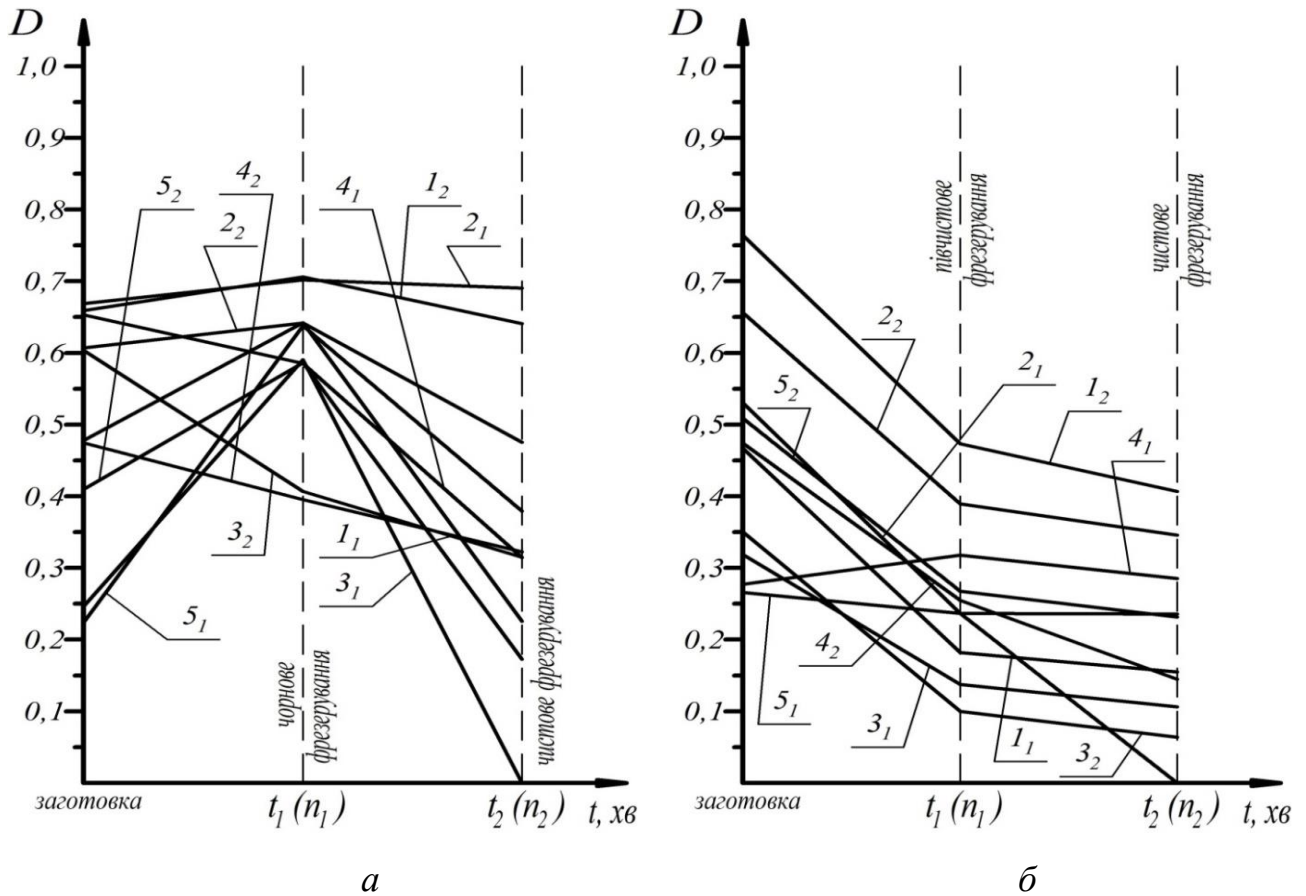 D
1,0
0,9
0,8
0,7
0,6
0,5
0,4
0,3
0,2
0,1
5₂
4₂
2₂
4₁
1₂
2₁
3₂
1₁
3₁
5₁
чорнове
фрезерування
чистове фрезерування
заготовка
t₁ (n₁)
t₂ (n₂)
t, хв
а
D
1,0
0,9
0,8
0,7
0,6
0,5
0,4
0,3
0,2
0,1
півчистове
фрезерування
чистове
фрезерування
2₂
5₂
2₁
1₂
4₁
4₂
5₁
3₁
1₁
3₂
заготовка
t₁ (n₁)
t₂ (n₂)
t, хв
б